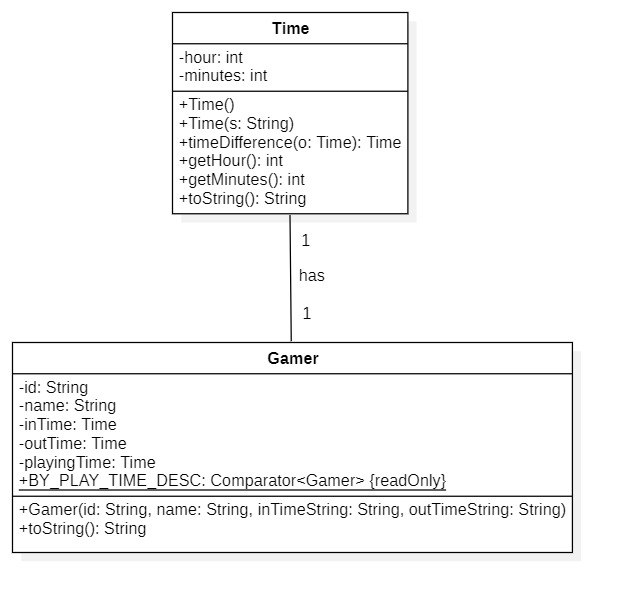 Time
-hour: int
-minutes: int
+Time()
+Time(s: String)
+timeDifference(o: Time): Time
+getHour(): int
+getMinutes(): int
+toString(): String
1
has
1
Gamer
-id: String
-name: String
-inTime: Time
-outTime: Time
-playingTime: Time
+BY_PLAY_TIME_DESC: Comparator<Gamer> {readOnly}
+Gamer(id: String, name: String, inTimeString: String, outTimeString: String)
+toString(): String